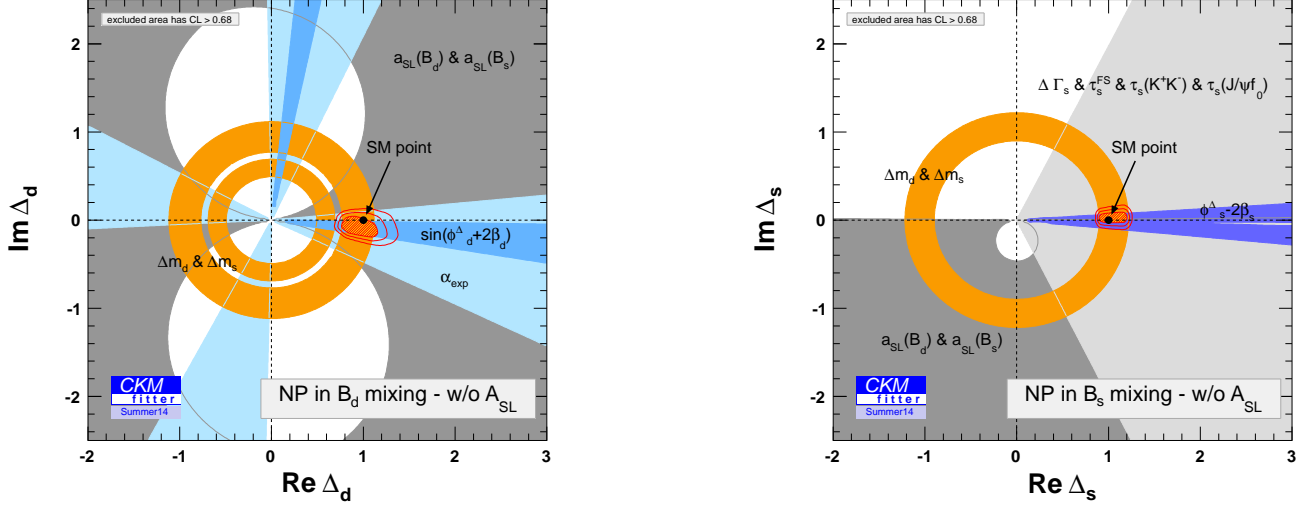 excluded area has CL > 0.68
2
1
0
-1
-2
Im Δd
a_SL(B_d) & a_SL(B_s)
SM point
sin(φ^Δ_d+2β_d)
α_exp
Δm_d & Δm_s
CKM
fitter
Summer14
NP in B_d mixing - w/o A_SL
-2 -1 0 1 2 3
Re Δ_d
excluded area has CL > 0.68
2
1
0
-1
-2
Im Δ_s
Δ Γ_s & τ_s^FS & τ_s(K^+K^-) & τ_s(J/ψf_0)
SM point
Δm_d & Δm_s
φ^Δ_s-2β_s
a_SL(B_d) & a_SL(B_s)
CKM
fitter
Summer14
NP in B_s mixing - w/o A_SL
-2 -1 0 1 2 3
Re Δ_s